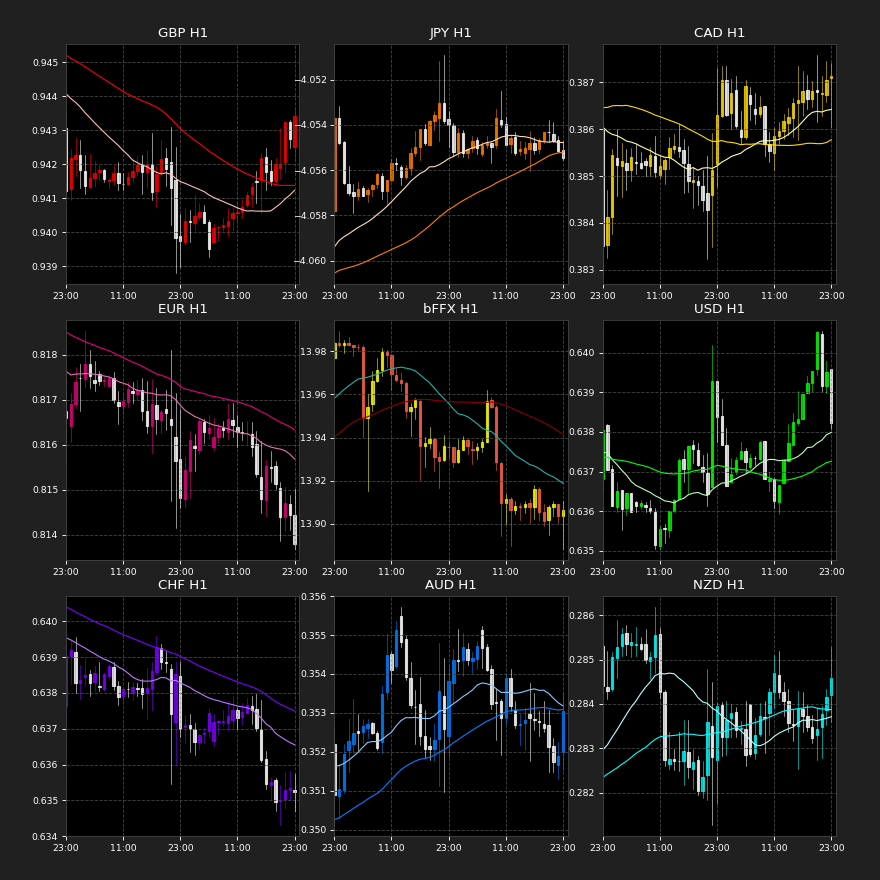 GBP H1
0.945
0.944
0.943
0.942
0.941
0.940
0.939
23:00 11:00 23:00 11:00 23:00
JPY H1
−4.052
−4.054
−4.056
−4.058
−4.060
23:00 11:00 23:00 11:00 23:00
CAD H1
0.387
0.386
0.385
0.384
0.383
23:00 11:00 23:00 11:00 23:00
EUR H1
0.818
0.817
0.816
0.815
0.814
23:00 11:00 23:00 11:00 23:00
bFFX H1
13.98
13.96
13.94
13.92
13.90
23:00 11:00 23:00 11:00 23:00
USD H1
0.640
0.639
0.638
0.637
0.636
0.635
23:00 11:00 23:00 11:00 23:00
CHF H1
0.640
0.639
0.638
0.637
0.636
0.635
0.634
23:00 11:00 23:00 11:00 23:00
AUD H1
0.356
0.355
0.354
0.353
0.352
0.351
0.350
23:00 11:00 23:00 11:00 23:00
NZD H1
0.286
0.285
0.284
0.283
0.282
23:00 11:00 23:00 11:00 23:00